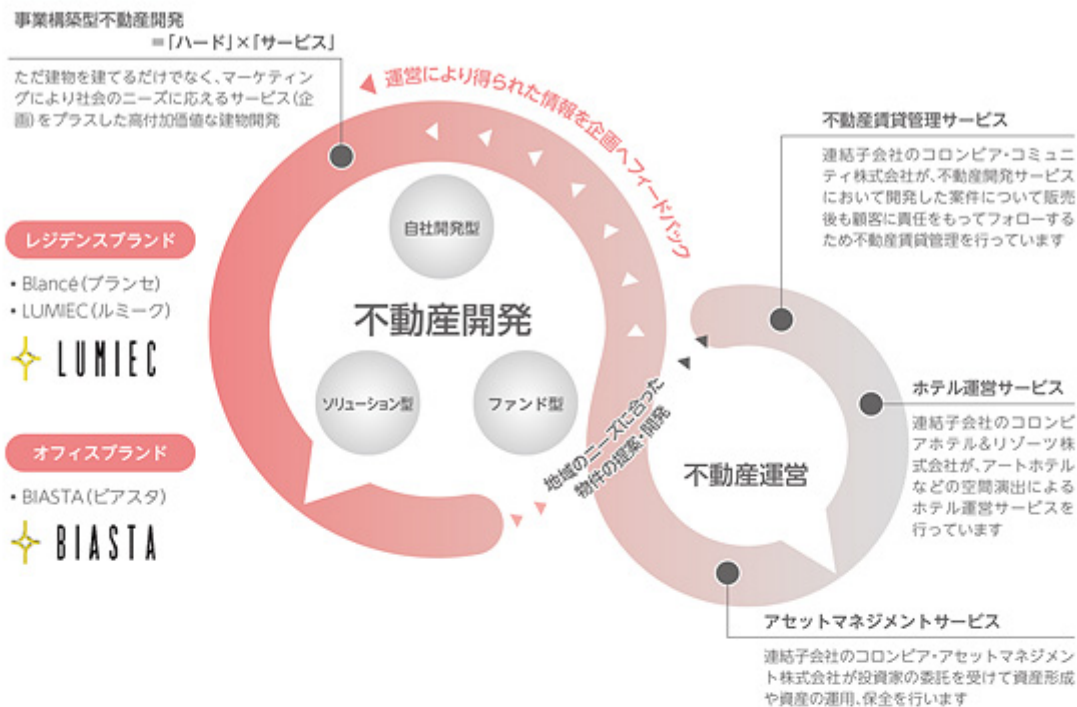 事業構築型不動産開発
＝「ハード」×「サービス」
ただ建物を建てるだけでなく、マーケティン
グにより社会のニーズに応えるサービス(企
画)をプラスした高付加価値な建物開発
運営により得られた情報を企画へフィードバック
レジデンスブランド
• Blancé(ブランセ)
• LUMIEC(ルミーク)
LUMIEC
オフィスブランド
• BIASTA(ビアスタ)
BIASTA
自社開発型
不動産開発
ソリューション型
ファンド型
地域のニーズに合った
物件の提案・開発
不動産運営
不動産賃貸管理サービス
連結子会社のコロンビア・コミュニ
ティ株式会社が、不動産開発サービス
において開発した案件について販売
後も顧客に責任をもってフォローする
ため不動産賃貸管理を行っています
ホテル運営サービス
連結子会社のコロンビ
アホテル&リゾーツ株
式会社が、アートホテル
などの空間演出による
ホテル運営サービスを
行っています
アセットマネジメントサービス
連結子会社のコロンビア・アセットマネジメン
ト株式会社が投資家の委託を受けて資産形成
や資産の運用、保全を行います